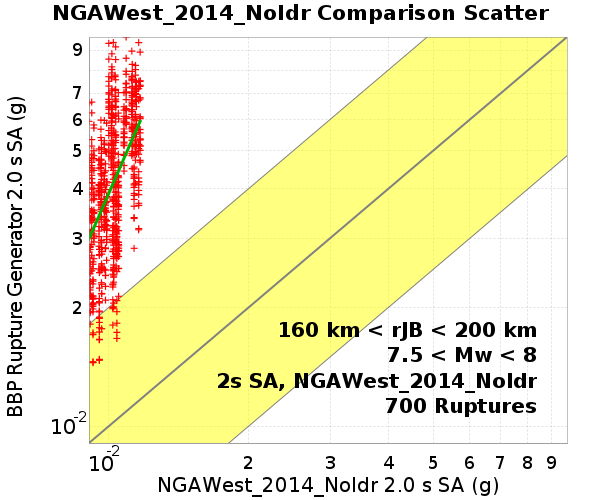 NGAWest_2014_NoIdr Comparison Scatter
BBP Rupture Generator 2.0 s SA (g)
9
7
6
5
4
3
2
10-2
160 km < rJB < 200 km
7.5 < Mw < 8
2s SA, NGAWest_2014_NoIdr
700 Ruptures
10-2 2 3 4 5 6 7 8 9
NGAWest_2014_NoIdr 2.0 s SA (g)